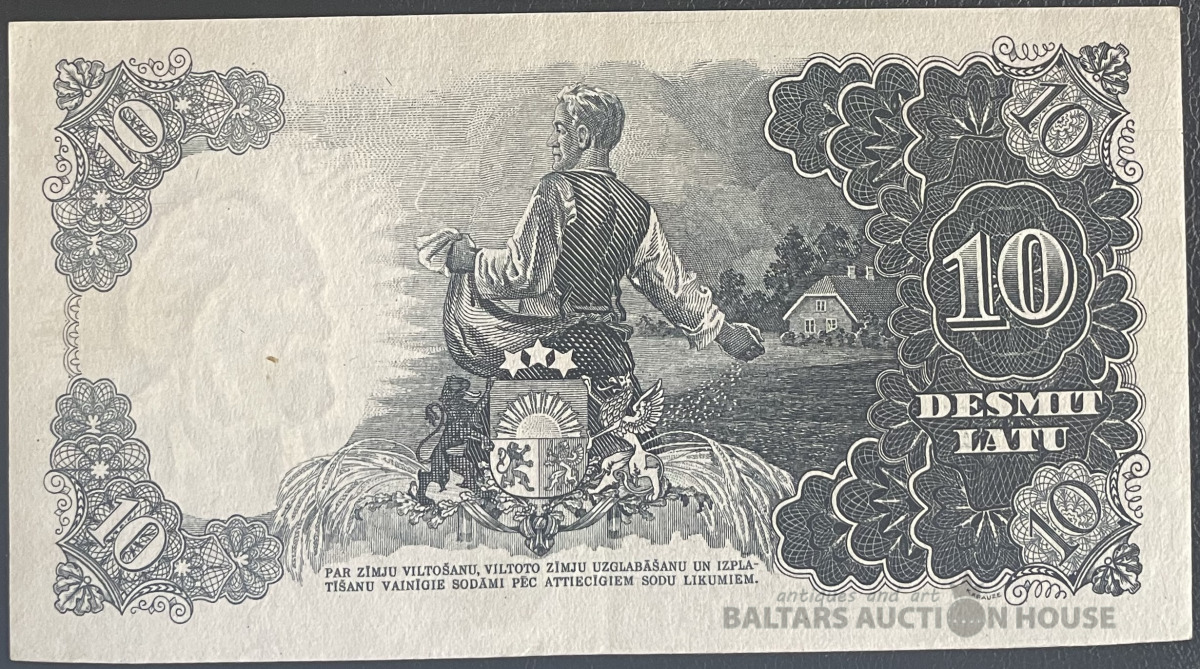 10
10
10
DESMIT
LATU
10
10
PAR ZĪMJU VILTOŠANU, VILTOTO ZĪMJU UZGLABĀŠANU UN IZPLA-
TĪŠANU VAINĪGIE SODĀMI PĒC ATTIECĪGIEM SODU LIKUMIEM.
antiques and art
BALTARS AUCTION HOUSE